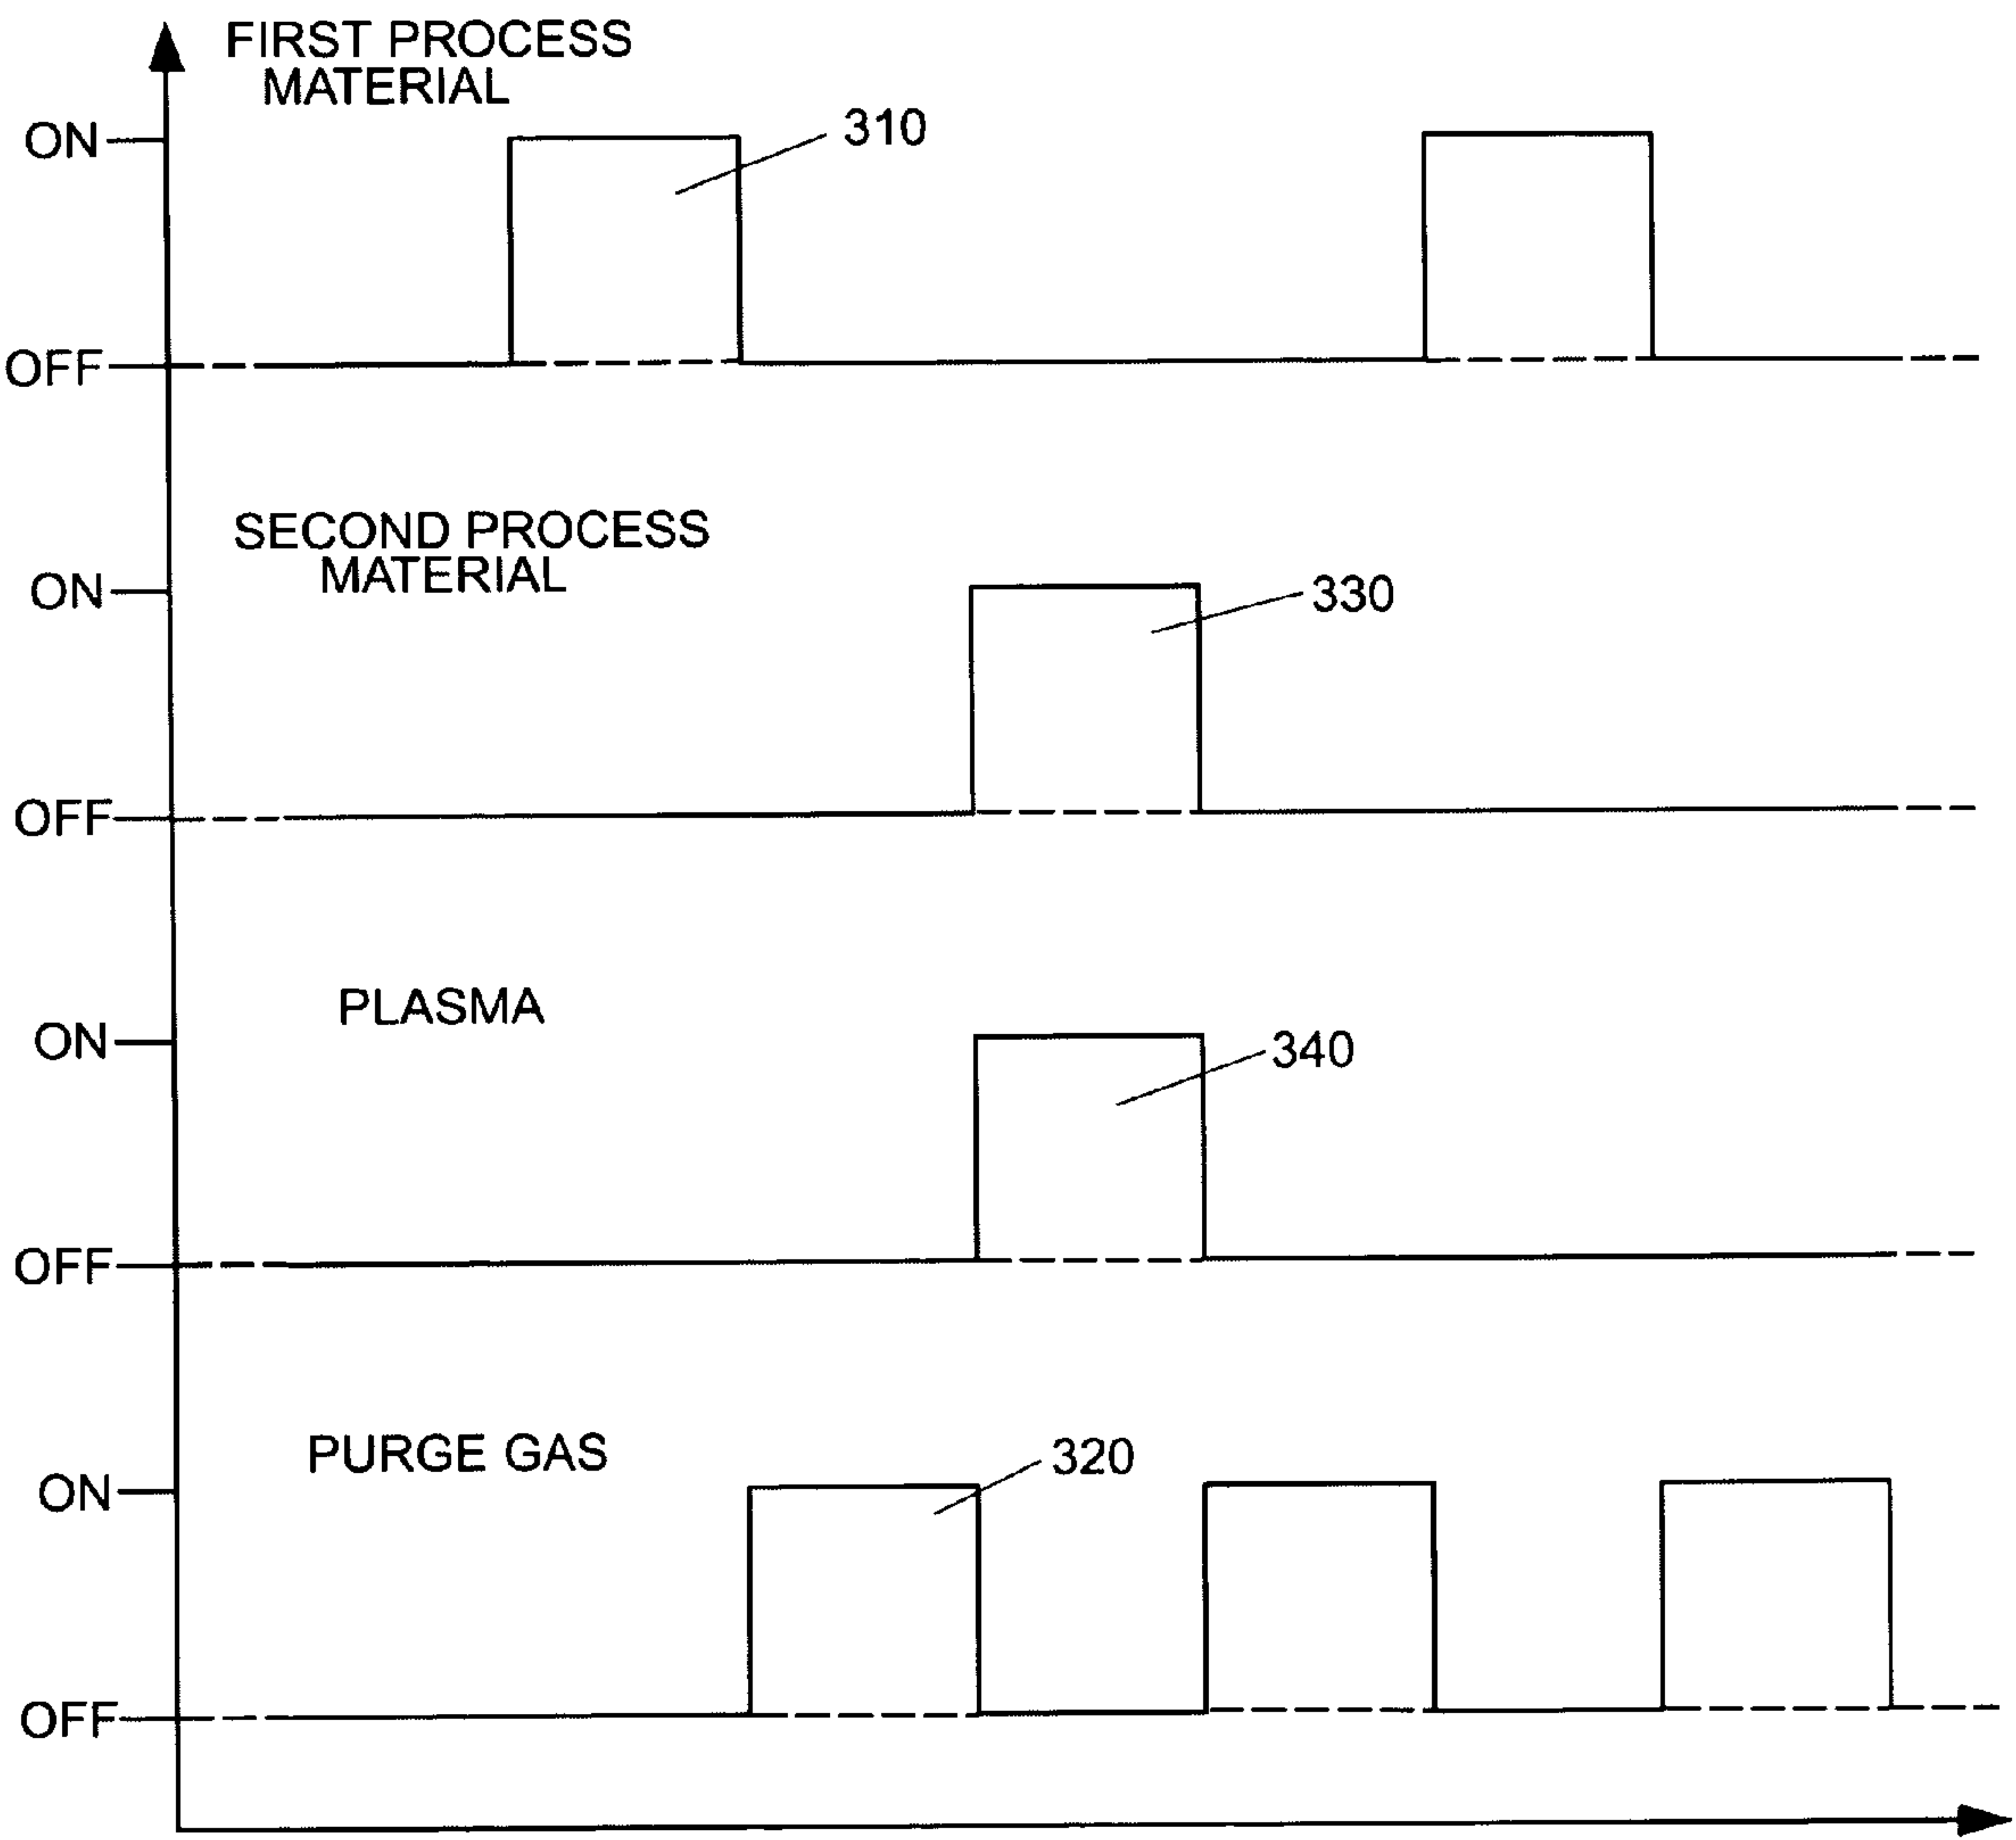 FIRST PROCESS
MATERIAL
ON
310
OFF
SECOND PROCESS
MATERIAL
ON
330
OFF
PLASMA
ON
340
OFF
PURGE GAS
ON
320
OFF